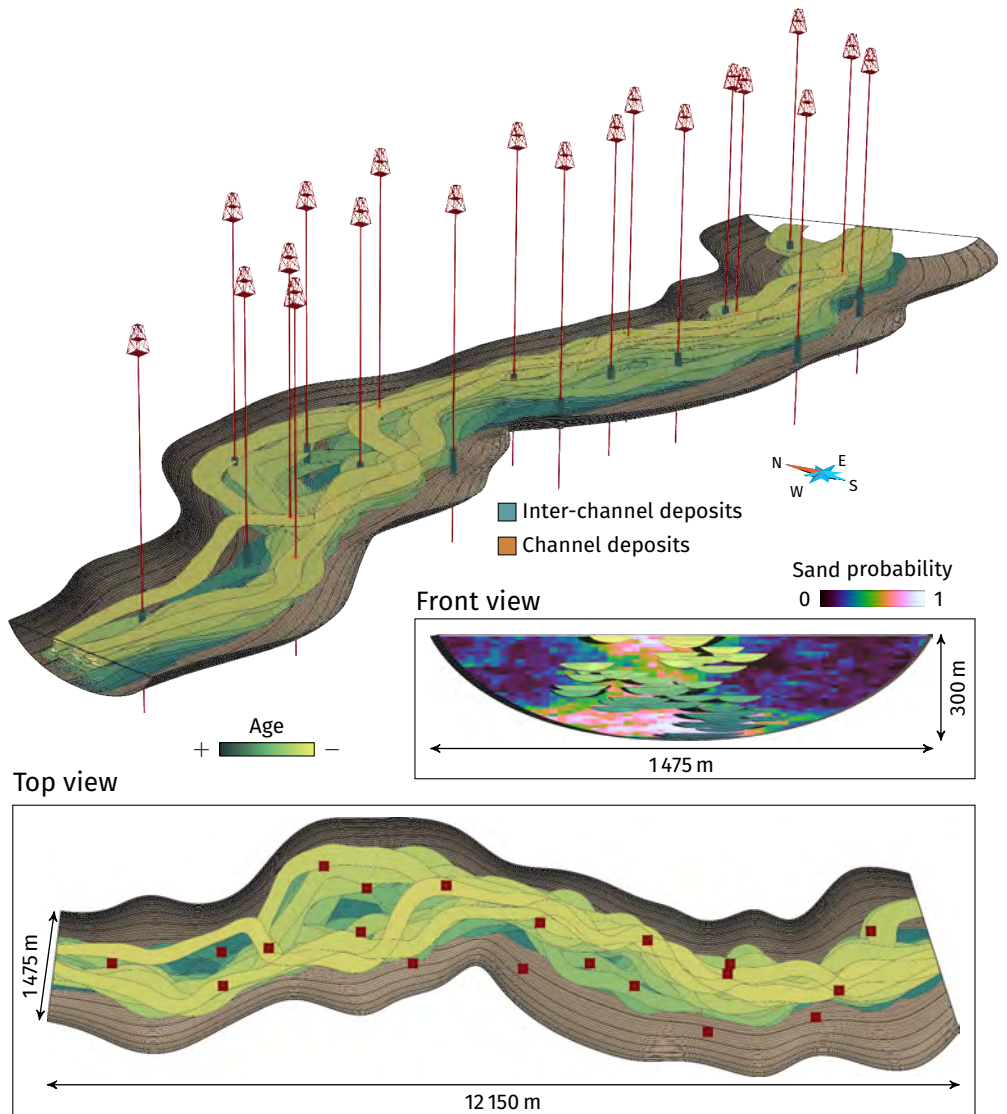 N
E
W
S
Inter-channel deposits
Channel deposits
Sand probability
0
1
Front view
300 m
1 475 m
Age
+
−
Top view
1 475 m
12 150 m